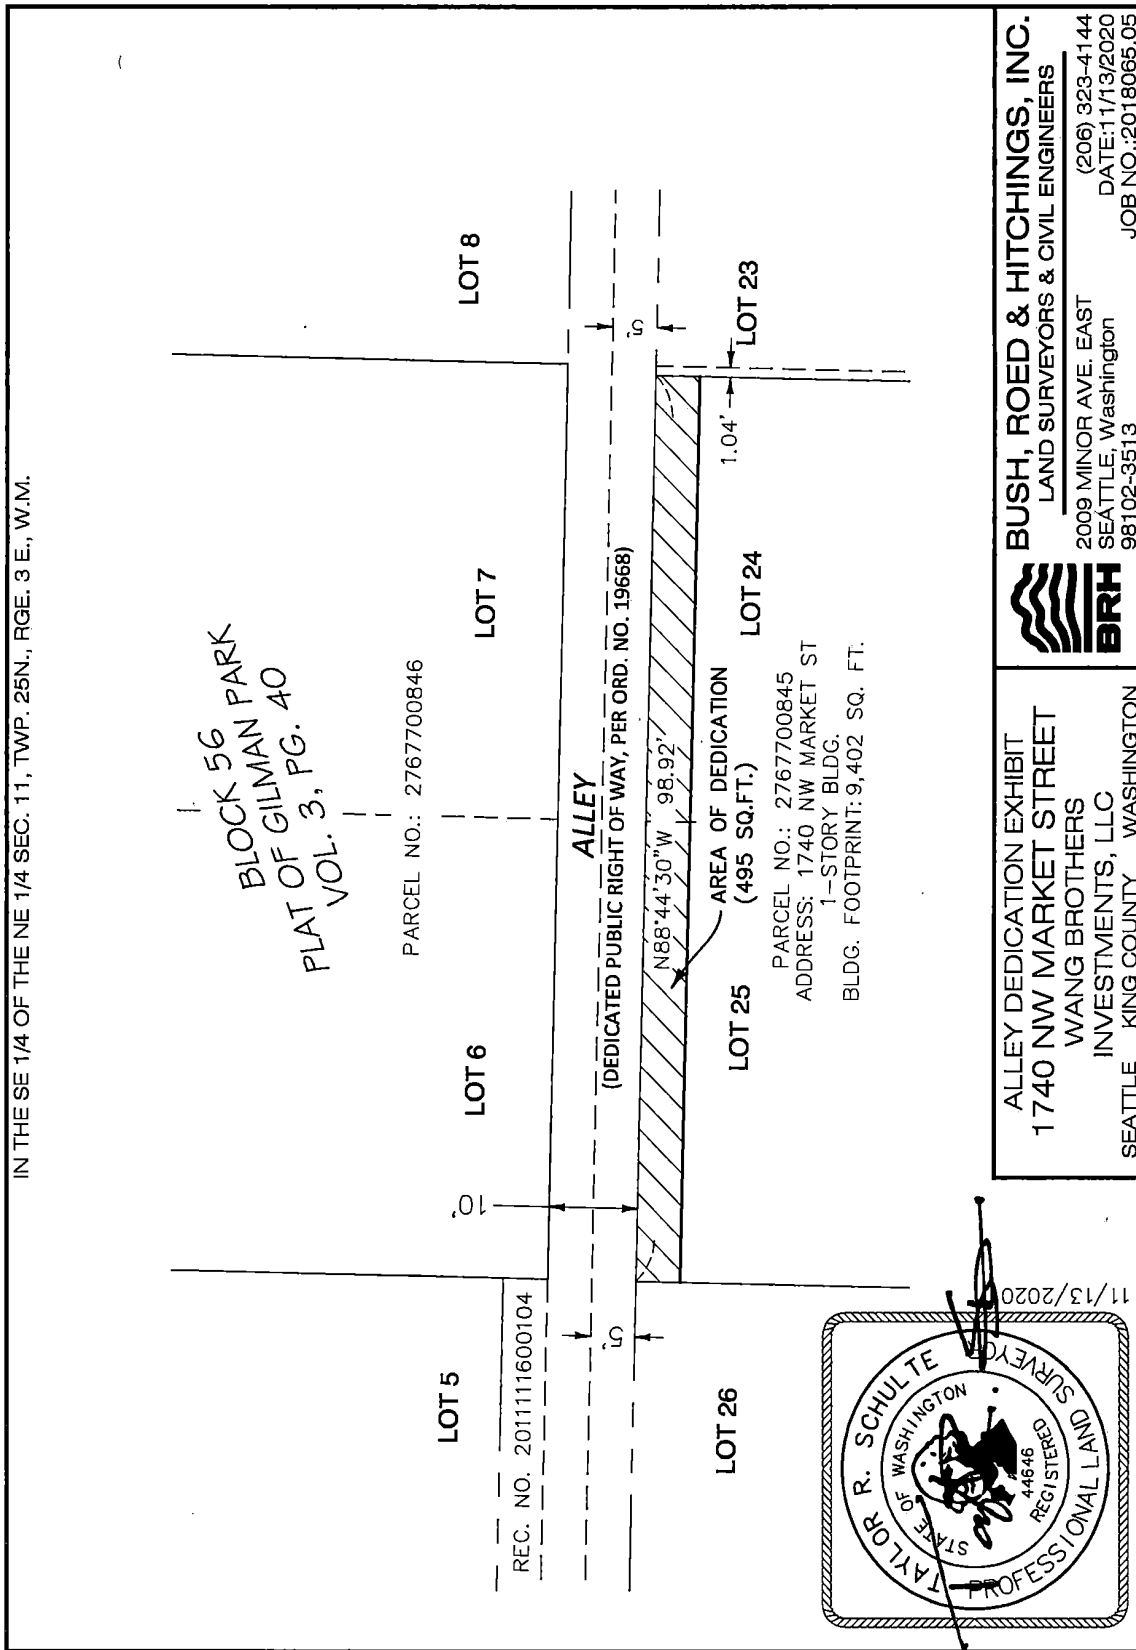 IN THE SE 1/4 OF THE NE 1/4 SEC. 11, TWP. 25N., RGE. 3 E., W.M.
BLOCK 56
PLAT OF GILMAN PARK
VOL. 3, PG. 40
PARCEL NO.: 2767700846
LOT 5
LOT 6
LOT 7
LOT 8
REC. NO. 20111116000104
10'
5'
5'
ALLEY
(DEDICATED PUBLIC RIGHT OF WAY, PER ORD. NO. 19668)
N88°44'30"W 98.92'
AREA OF DEDICATION
(495 SQ.FT.)
1.04'
LOT 26
LOT 25
LOT 24
LOT 23
PARCEL NO.: 2767700845
ADDRESS: 1740 NW MARKET ST
1-STORY BLDG.
BLDG. FOOTPRINT: 9,402 SQ. FT.
TAYLOR R. SCHULTE
STATE OF WASHINGTON
44646
REGISTERED
PROFESSIONAL LAND SURVEYOR
11/13/2020
ALLEY DEDICATION EXHIBIT
1740 NW MARKET STREET
WANG BROTHERS
INVESTMENTS, LLC
SEATTLE KING COUNTY WASHINGTON
BRH
BUSH, ROED & HITCHINGS, INC.
LAND SURVEYORS & CIVIL ENGINEERS
2009 MINOR AVE. EAST (206) 323-4144
SEATTLE, Washington DATE:11/13/2020
98102-3513 JOB NO.:2018065.05